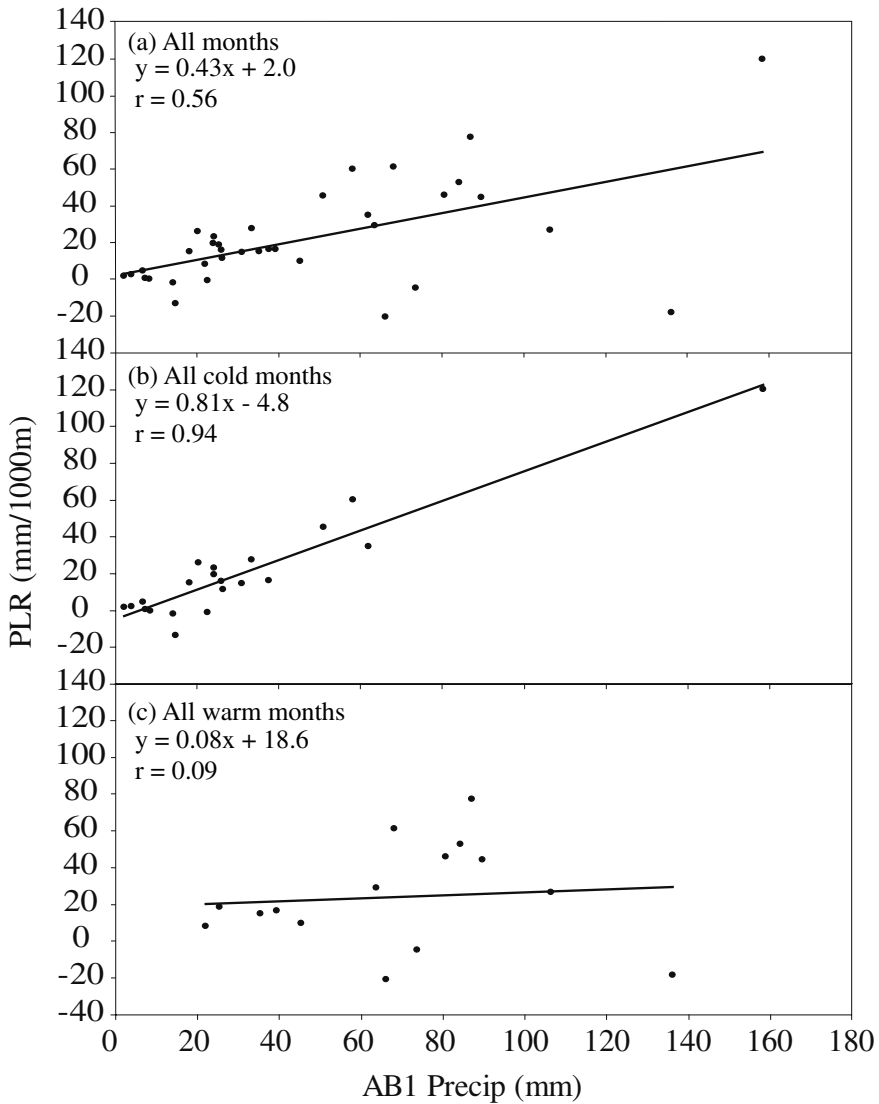 140
120
100
80
60
40
20
0
-20
(a) All months
y = 0.43x + 2.0
r = 0.56
140
120
100
80
60
40
20
0
-20
(b) All cold months
y = 0.81x - 4.8
r = 0.94
140
120
100
80
60
40
20
0
-20
-40
(c) All warm months
y = 0.08x + 18.6
r = 0.09
PLR (mm/1000m)
0 20 40 60 80 100 120 140 160 180
AB1 Precip (mm)